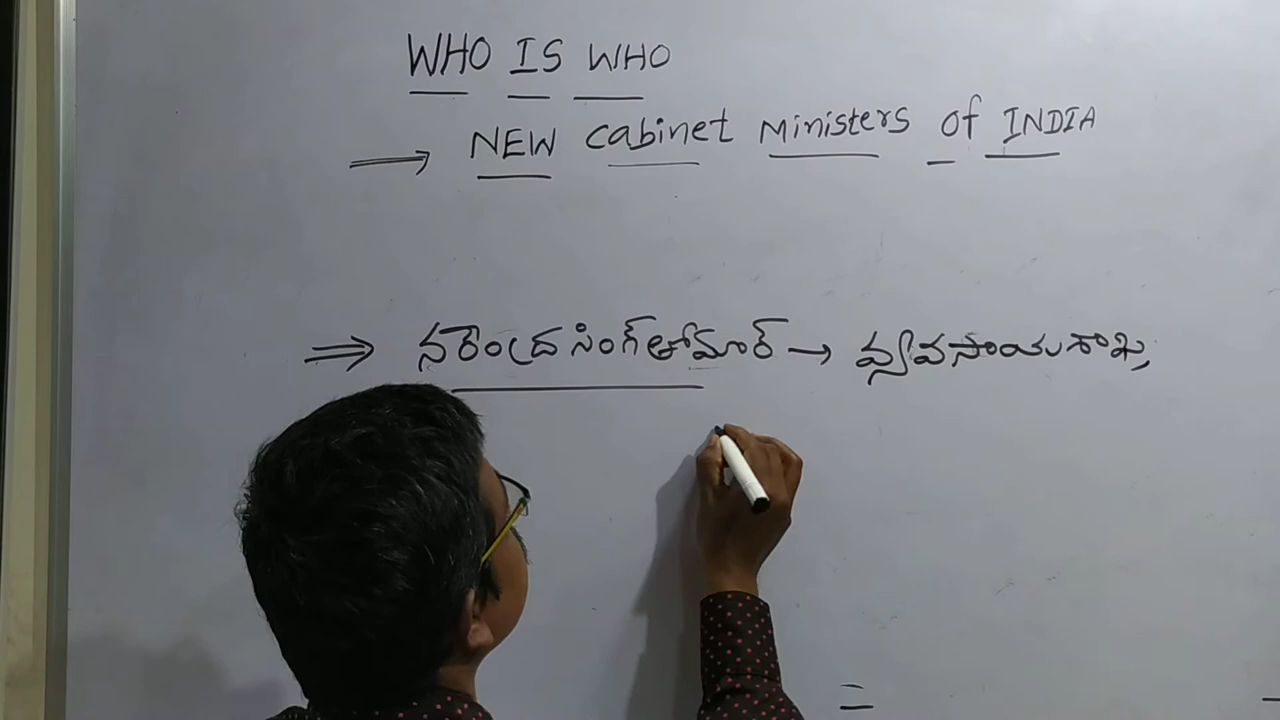 WHO IS WHO
NEW cabinet Ministers of INDIA
నరేంద్ర సింగ్ తోమార్ → వ్యవసాయ శాఖ,